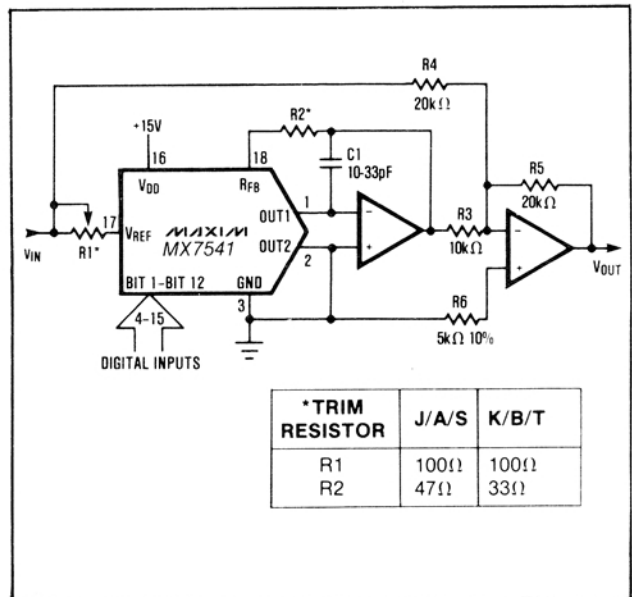 R4
20kΩ
R2*
+15V
C1
10-33pF
16
18
R5
20kΩ
VDD
RFB
1
OUT1
−
17
VREF
MAXIM
MX7541
OUT2
2
+
R3
10kΩ
−
+
VIN
R1*
VOUT
BIT 1-BIT 12
GND
3
R6
5kΩ 10%
4-15
DIGITAL INPUTS
*TRIM RESISTOR J/A/S K/B/T
R1 100Ω 100Ω
R2 47Ω 33Ω